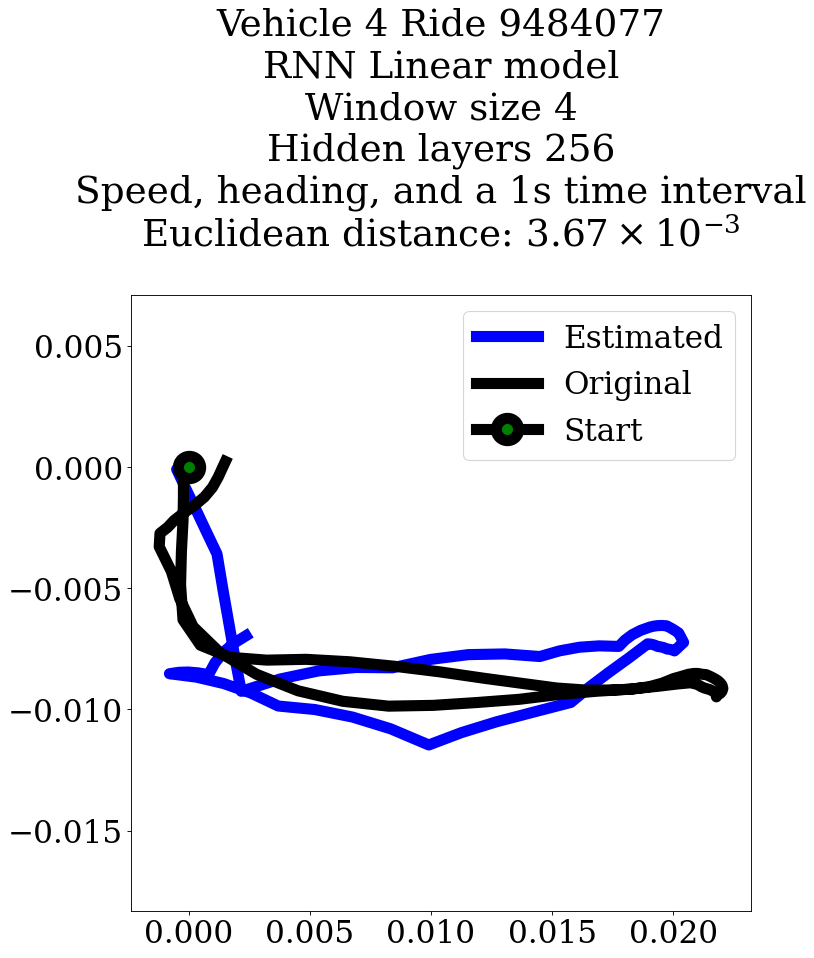 Vehicle 4 Ride 9484077
RNN Linear model
Window size 4
Hidden layers 256
Speed, heading, and a 1s time interval
Euclidean distance: 3.67 × 10⁻³
Estimated
Original
Start
0.005
0.000
−0.005
−0.010
−0.015
0.000 0.005 0.010 0.015 0.020